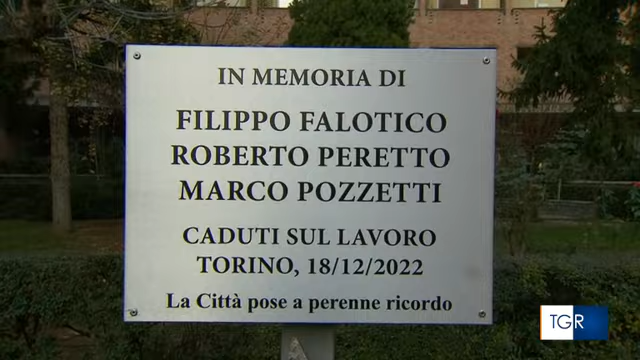 IN MEMORIA DI
FILIPPO FALOTICO
ROBERTO PERETTO
MARCO POZZETTI
CADUTI SUL LAVORO
TORINO, 18/12/2022
La Città pose a perenne ricordo
TGR